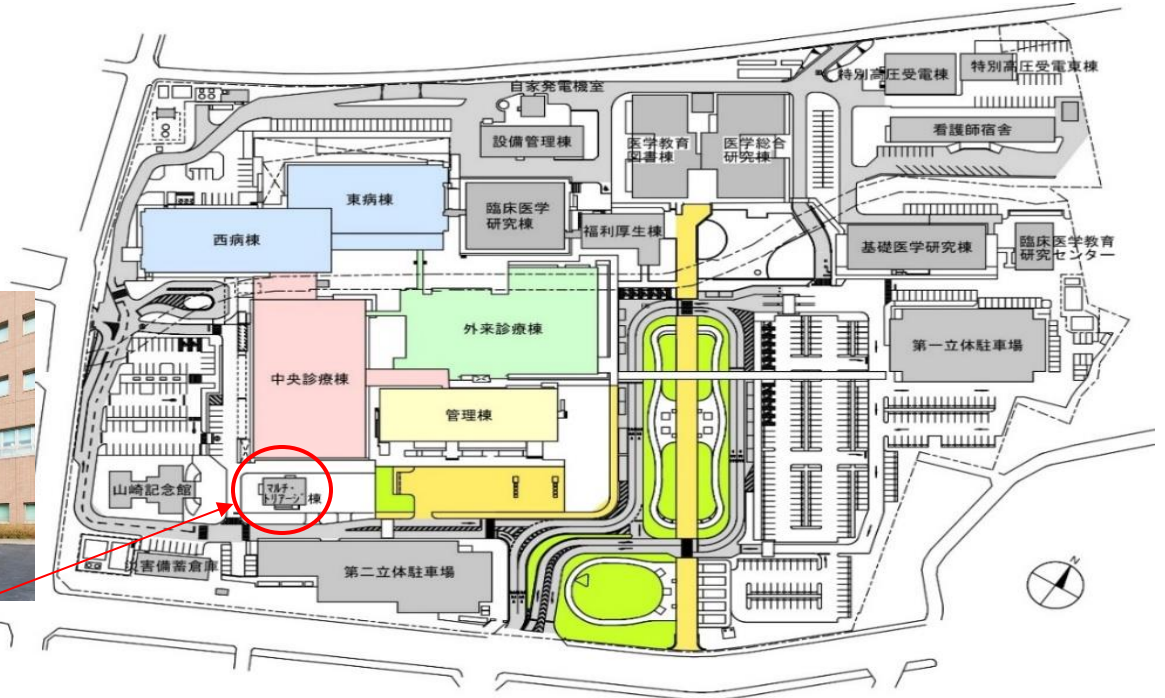 特別高圧受電棟
特別高圧受電東棟
自家発電機室
設備管理棟
医学教育
図書棟
医学総合
研究棟
看護師宿舎
東病棟
西病棟
臨床医学
研究棟
福利厚生棟
基礎医学研究棟
臨床医学教育
研究センター
外来診療棟
第一立体駐車場
中央診療棟
管理棟
山崎記念館
マルチ・
トリアージ棟
災害備蓄倉庫
第二立体駐車場
N